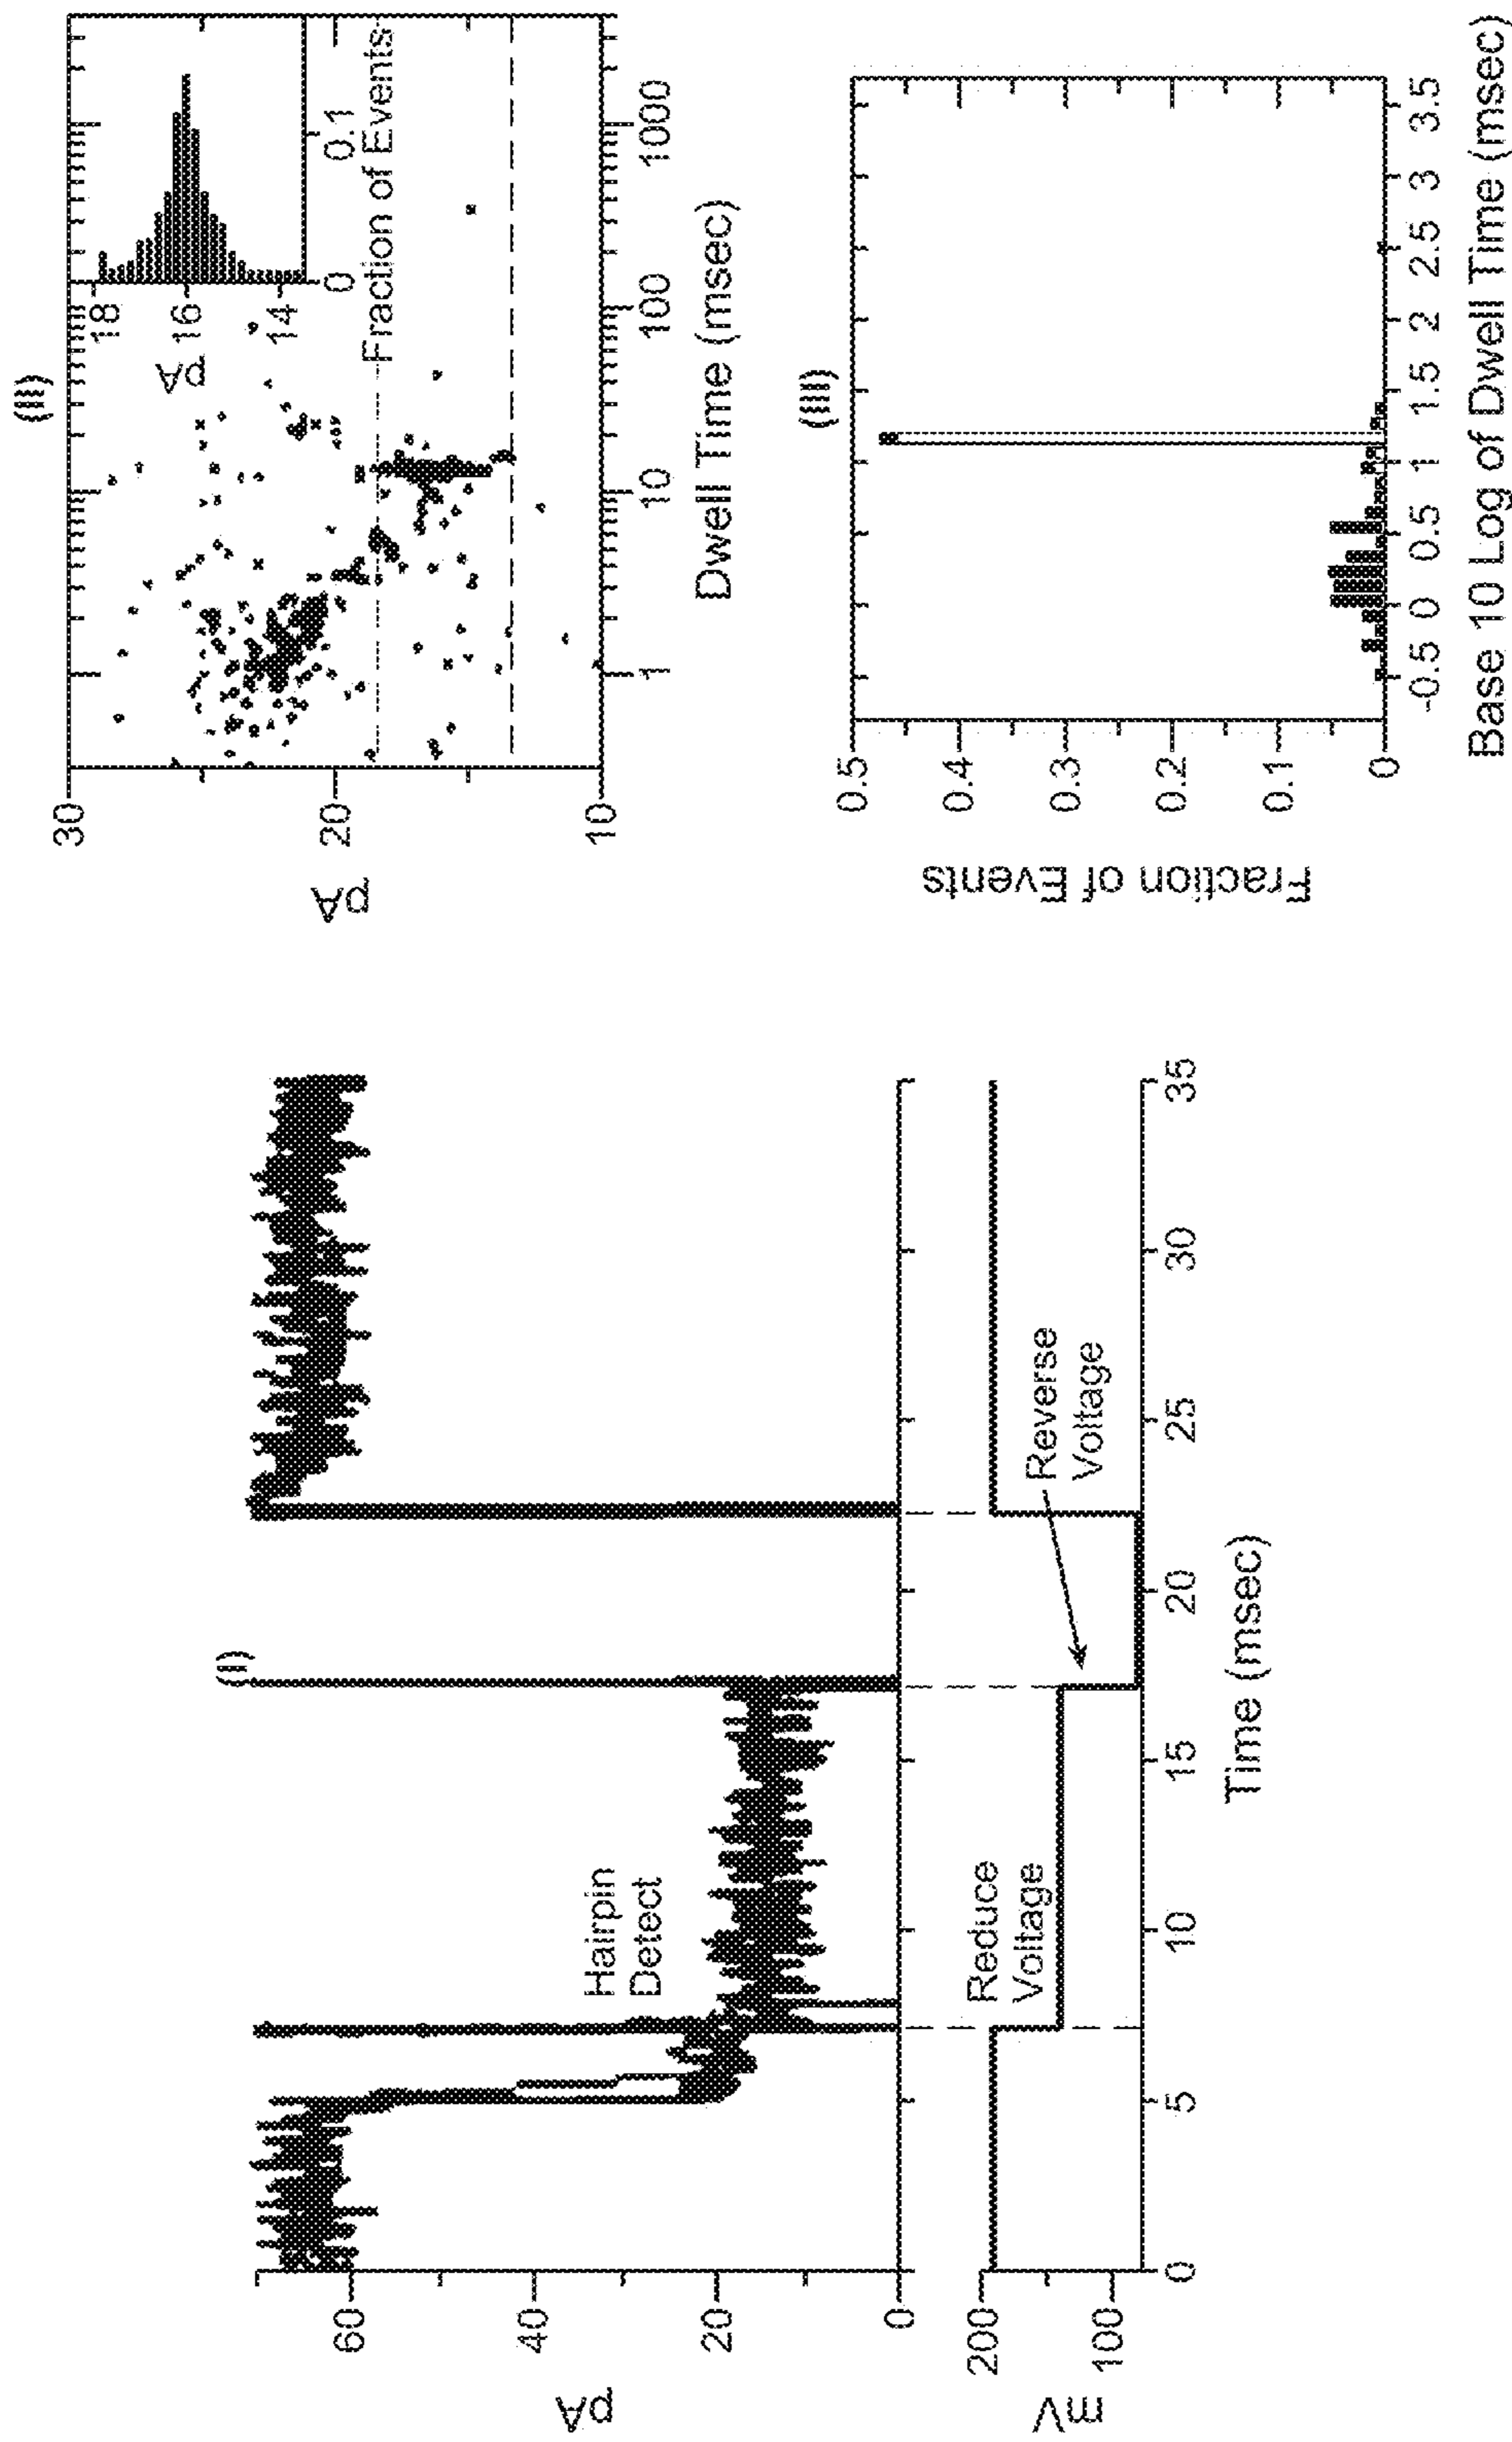 (I)
60
40
20
0
pA
Hairpin
Detect
200
100
mV
Reduce
Voltage
Reverse
Voltage
0
5
10
15
20
25
30
35
Time (msec)
(II)
30
20
10
pA
18
16
14
pA
0
0.1
Fraction of Events
1
10
100
1000
Dwell Time (msec)
(III)
0.5
0.4
0.3
0.2
0.1
0
Fraction of Events
-0.5
0
0.5
1
1.5
2
2.5
3
3.5
Base 10 Log of Dwell Time (msec)